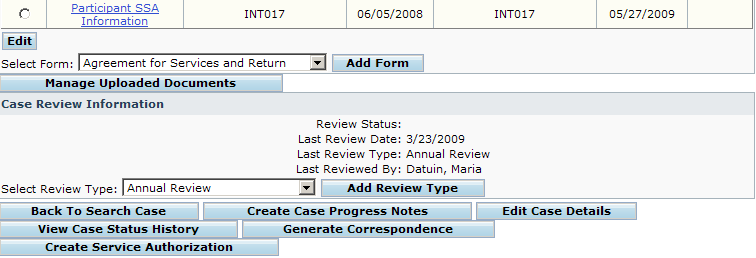 Participant SSA Information INT017 06/05/2008 INT017 05/27/2009
Edit
Select Form: Agreement for Services and Return Add Form
Manage Uploaded Documents
Case Review Information
Review Status:
Last Review Date: 3/23/2009
Last Review Type: Annual Review
Last Reviewed By: Datuin, Maria
Select Review Type: Annual Review Add Review Type
Back To Search Case Create Case Progress Notes Edit Case Details
View Case Status History Generate Correspondence
Create Service Authorization